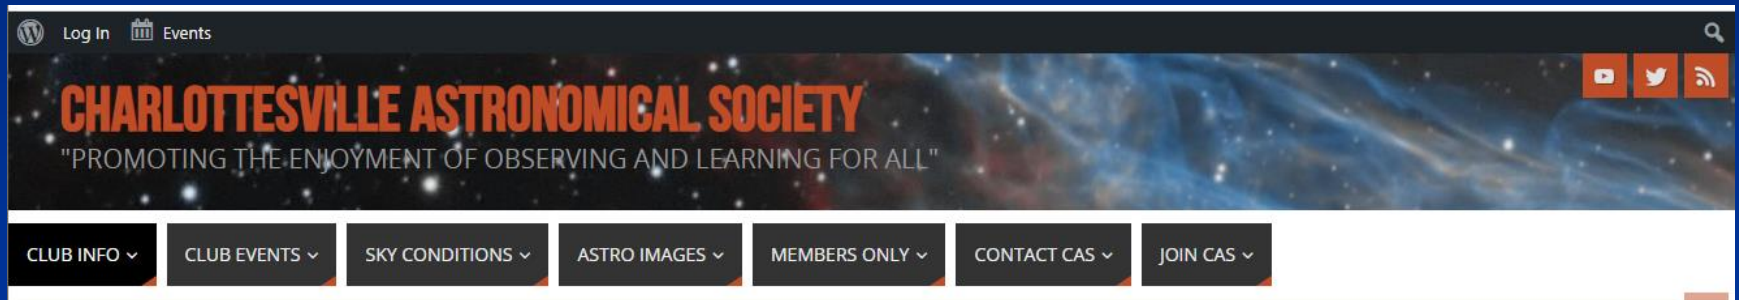 Log In Events
CHARLOTTESVILLE ASTRONOMICAL SOCIETY
"PROMOTING THE ENJOYMENT OF OBSERVING AND LEARNING FOR ALL"
CLUB INFO CLUB EVENTS SKY CONDITIONS ASTRO IMAGES MEMBERS ONLY CONTACT CAS JOIN CAS